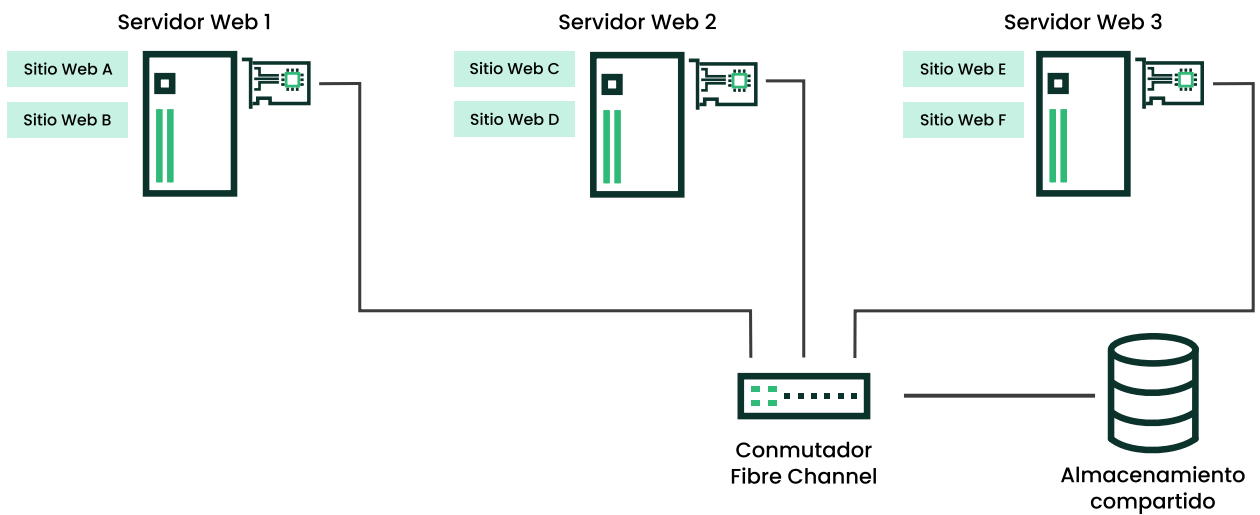 Servidor Web 1
Servidor Web 2
Servidor Web 3
Sitio Web A
Sitio Web B
Sitio Web C
Sitio Web D
Sitio Web E
Sitio Web F
Conmutador
Fibre Channel
Almacenamiento
compartido